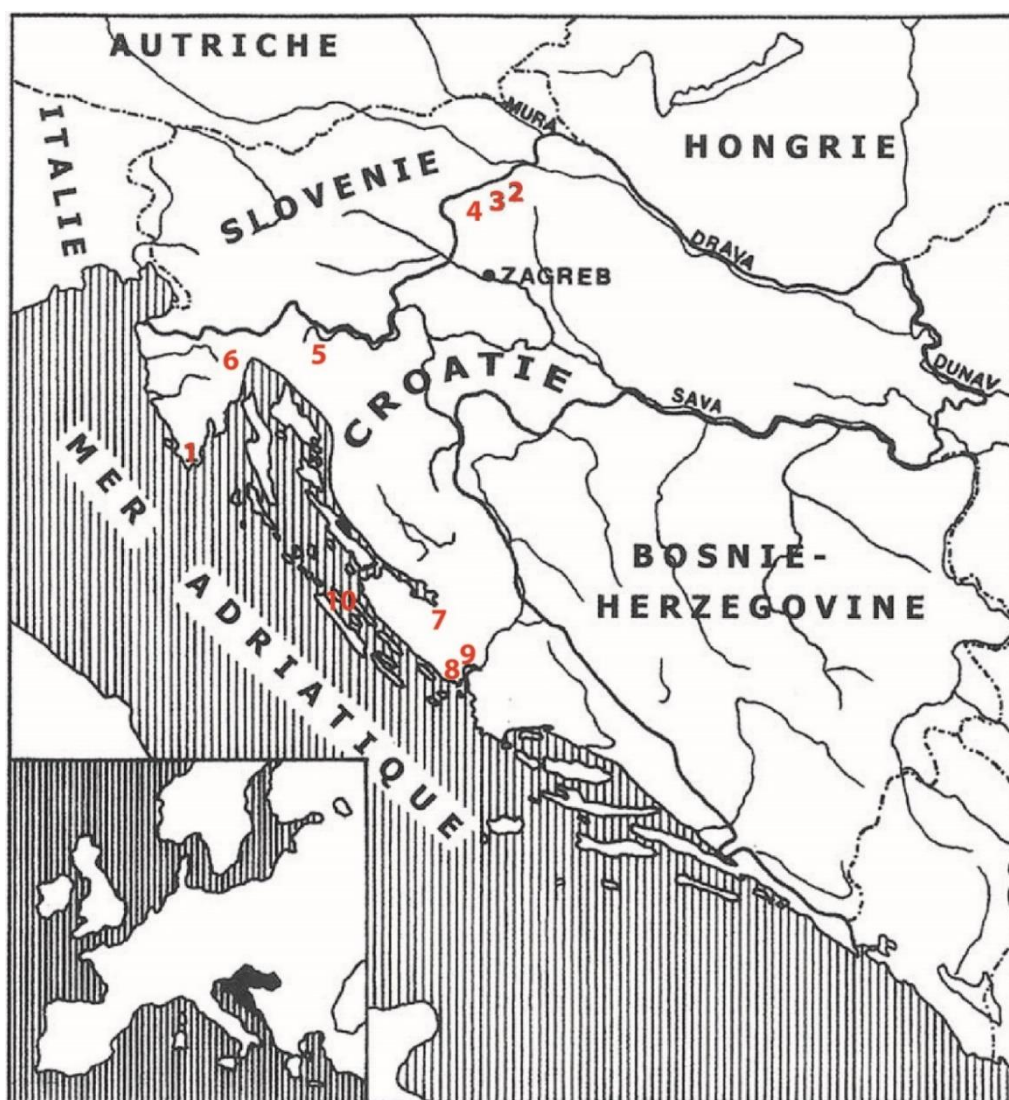 AUTRICHE
ITALIE
MURA
HONGRIE
SLOVENIE
4 3 2
DRAVA
ZAGREB
6
5
CROATIE
DUNAV
SAVA
1
MER ADRIATIQUE
BOSNIE-
HERZEGOVINE
10
7
9
8